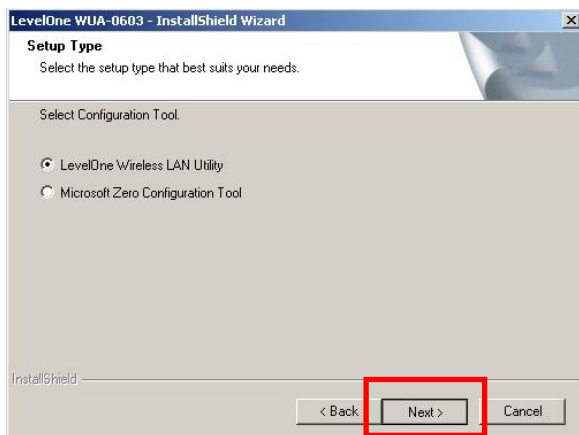 LevelOne WUA-0603 - InstallShield Wizard
Setup Type
Select the setup type that best suits your needs.
Select Configuration Tool.
LevelOne Wireless LAN Utility
Microsoft Zero Configuration Tool
InstallShield
< Back Next > Cancel